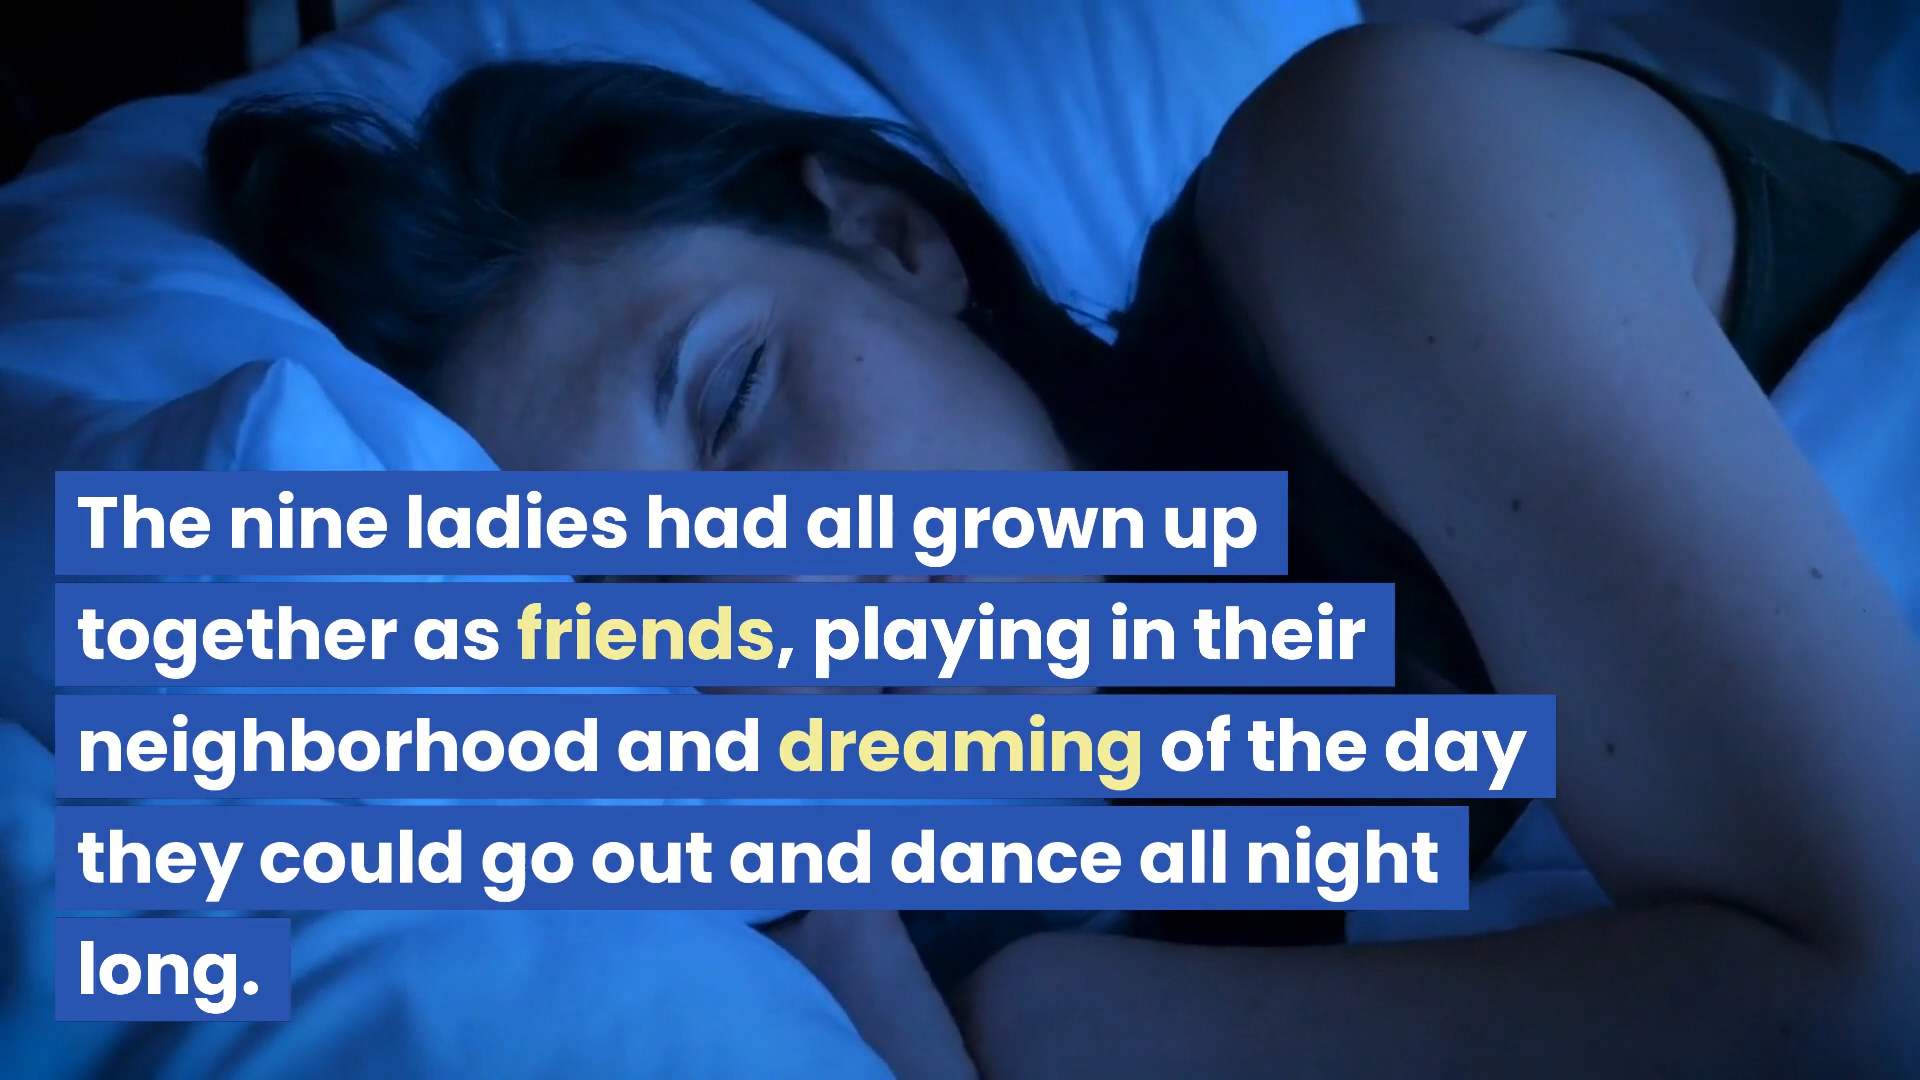 The nine ladies had all grown up
together as friends, playing in their
neighborhood and dreaming of the day
they could go out and dance all night
long.